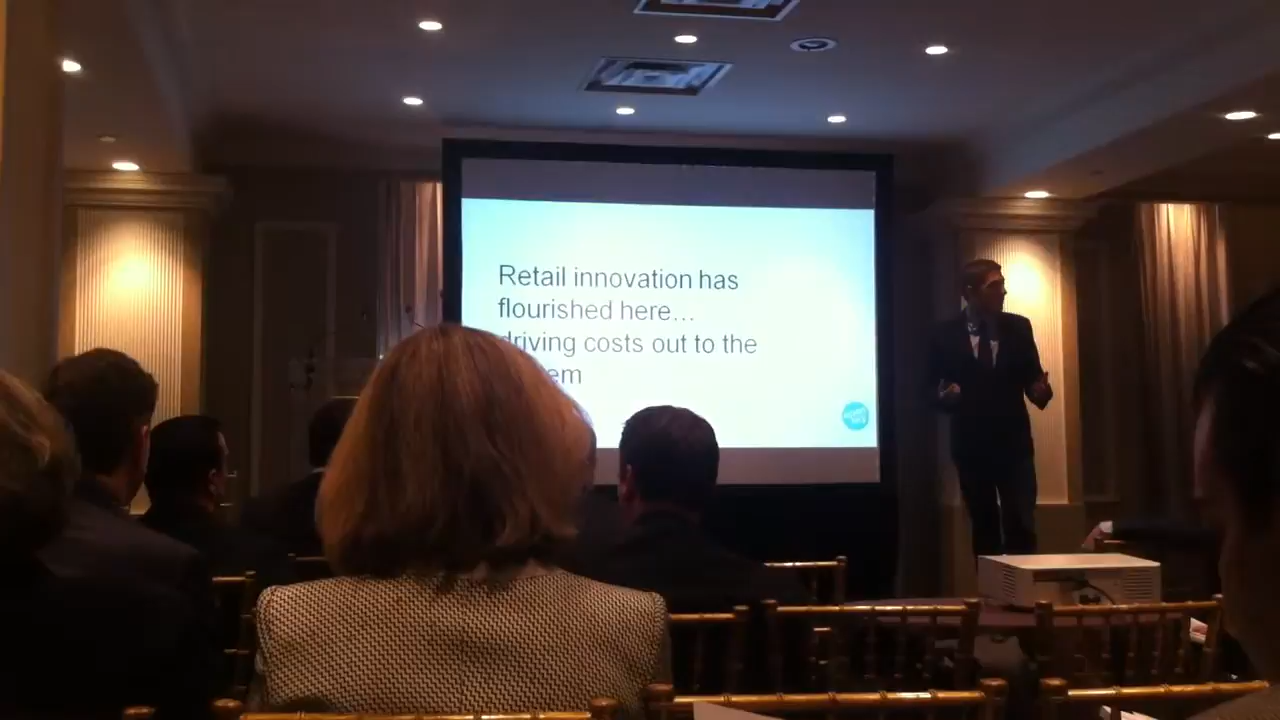 Retail innovation has
flourished here...
driving costs out to the